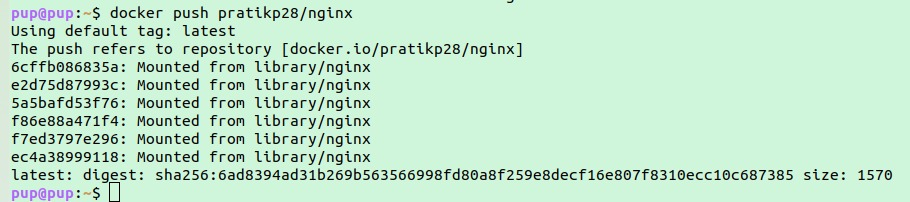 pup@pup:~$ docker push pratikp28/nginx
Using default tag: latest
The push refers to repository [docker.io/pratikp28/nginx]
6cffb086835a: Mounted from library/nginx
e2d75d87993c: Mounted from library/nginx
5a5bafd53f76: Mounted from library/nginx
f86e88a471f4: Mounted from library/nginx
f7ed3797e296: Mounted from library/nginx
ec4a38999118: Mounted from library/nginx
latest: digest: sha256:6ad8394ad31b269b563566998fd80a8f259e8decf16e807f8310ecc10c687385 size: 1570
pup@pup:~$